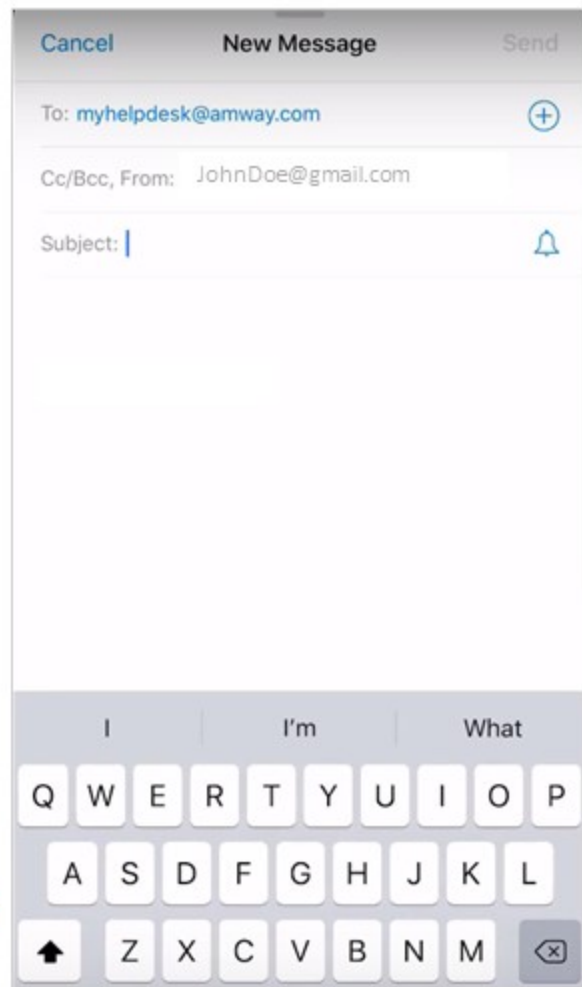 Cancel New Message Send
To: myhelpdesk@amway.com
Cc/Bcc, From: JohnDoe@gmail.com
Subject:
I I'm What
Q W E R T Y U I O P
A S D F G H J K L
Z X C V B N M